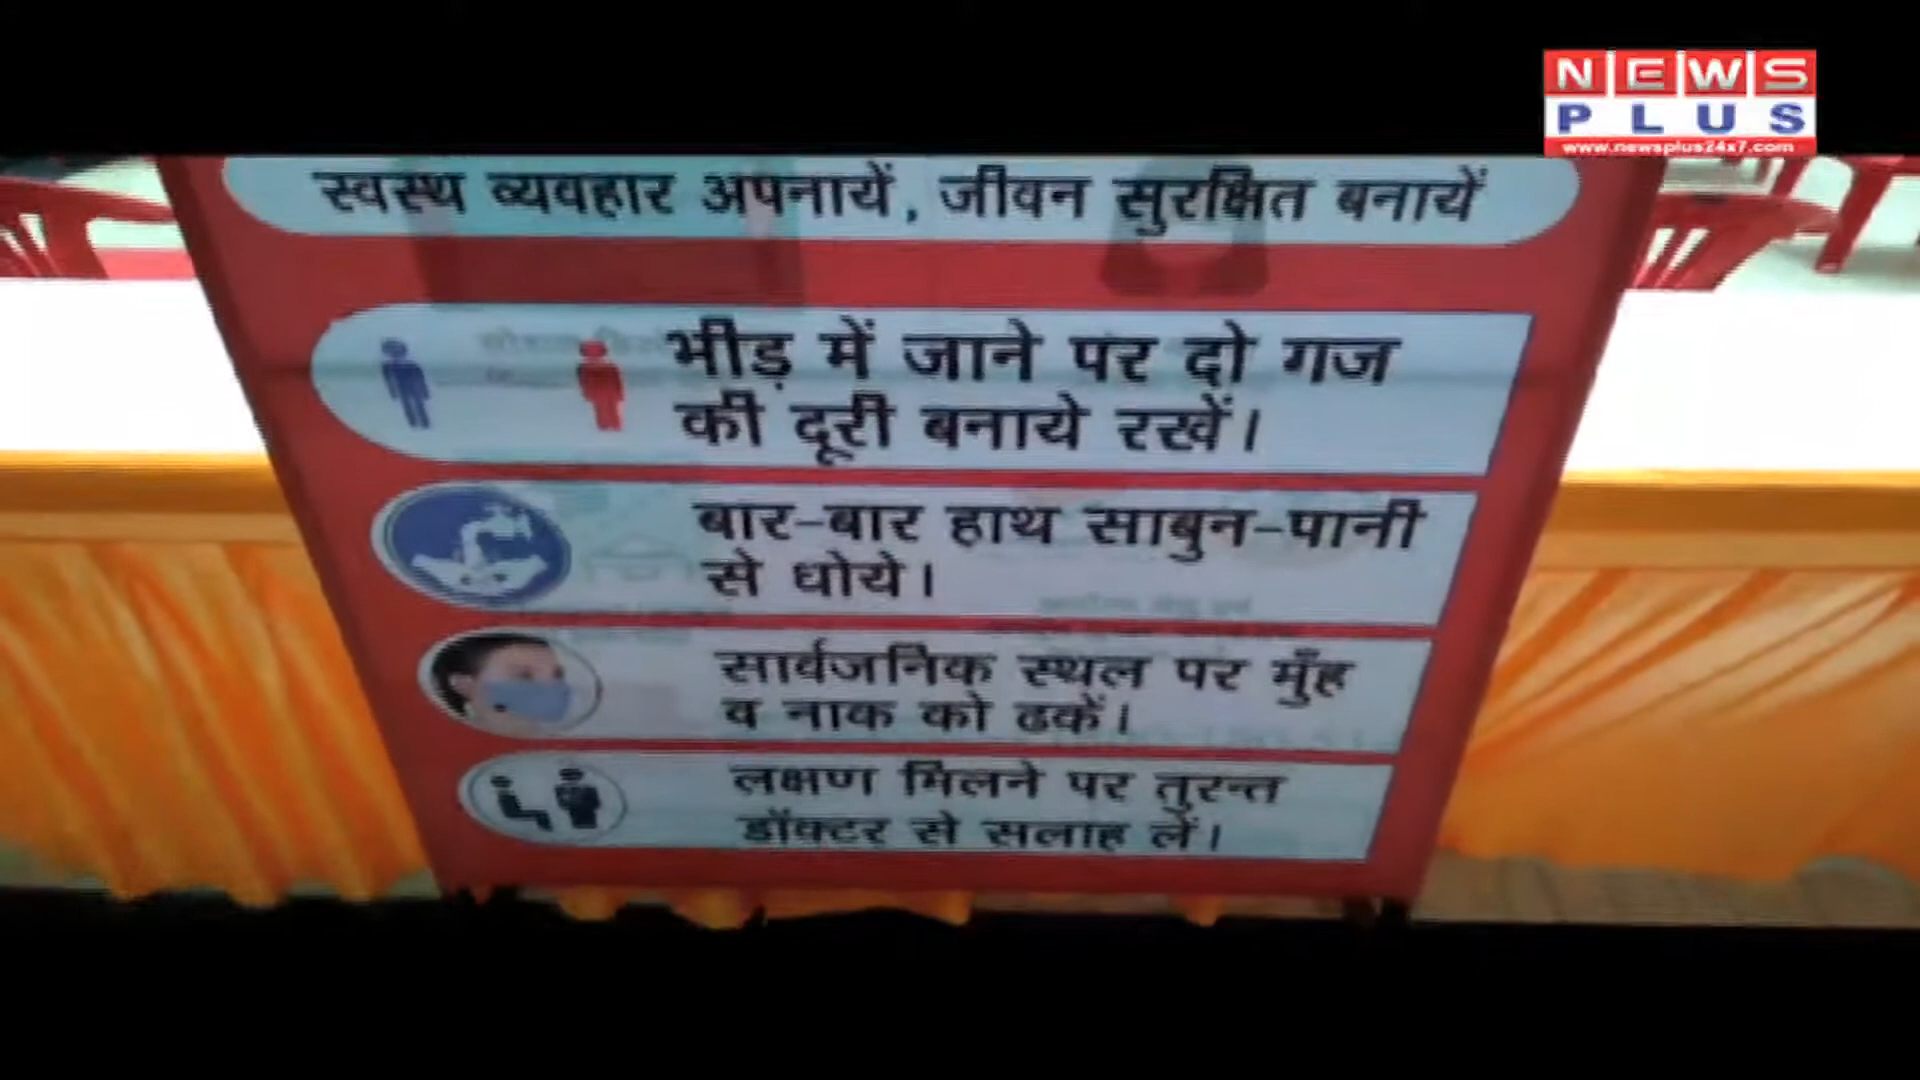 NEWS
PLUS
www.newsplus24x7.com
स्वस्थ व्यवहार अपनायें, जीवन सुरक्षित बनायें
भीड़ में जाने पर दो गज
की दूरी बनाये रखें।
बार-बार हाथ साबुन-पानी
से धोये।
सार्वजनिक स्थल पर मुँह
व नाक को ढकें।
लक्षण मिलने पर तुरन्त
डॉक्टर से सलाह लें।